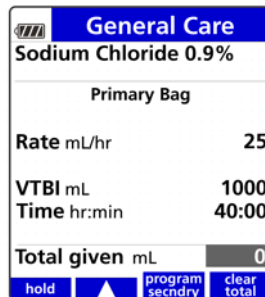 General Care
Sodium Chloride 0.9%
Primary Bag
Rate mL/hr 25
VTBI mL 1000
Time hr:min 40:00
Total given mL 0
hold program secndry clear total